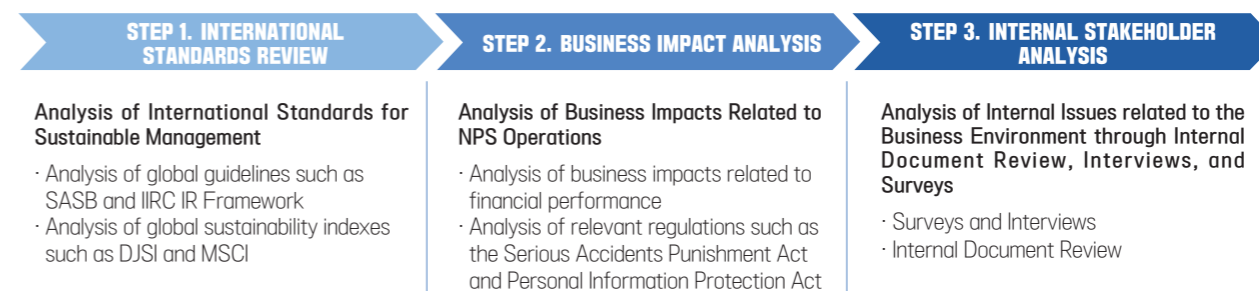 STEP 1. INTERNATIONAL
STANDARDS REVIEW
Analysis of International Standards for
Sustainable Management
· Analysis of global guidelines such as
SASB and IIRC IR Framework
· Analysis of global sustainability indexes
such as DJSI and MSCI
STEP 2. BUSINESS IMPACT ANALYSIS
Analysis of Business Impacts Related to
NPS Operations
· Analysis of business impacts related to
financial performance
· Analysis of relevant regulations such as
the Serious Accidents Punishment Act
and Personal Information Protection Act
STEP 3. INTERNAL STAKEHOLDER
ANALYSIS
Analysis of Internal Issues related to the
Business Environment through Internal
Document Review, Interviews, and
Surveys
· Surveys and Interviews
· Internal Document Review